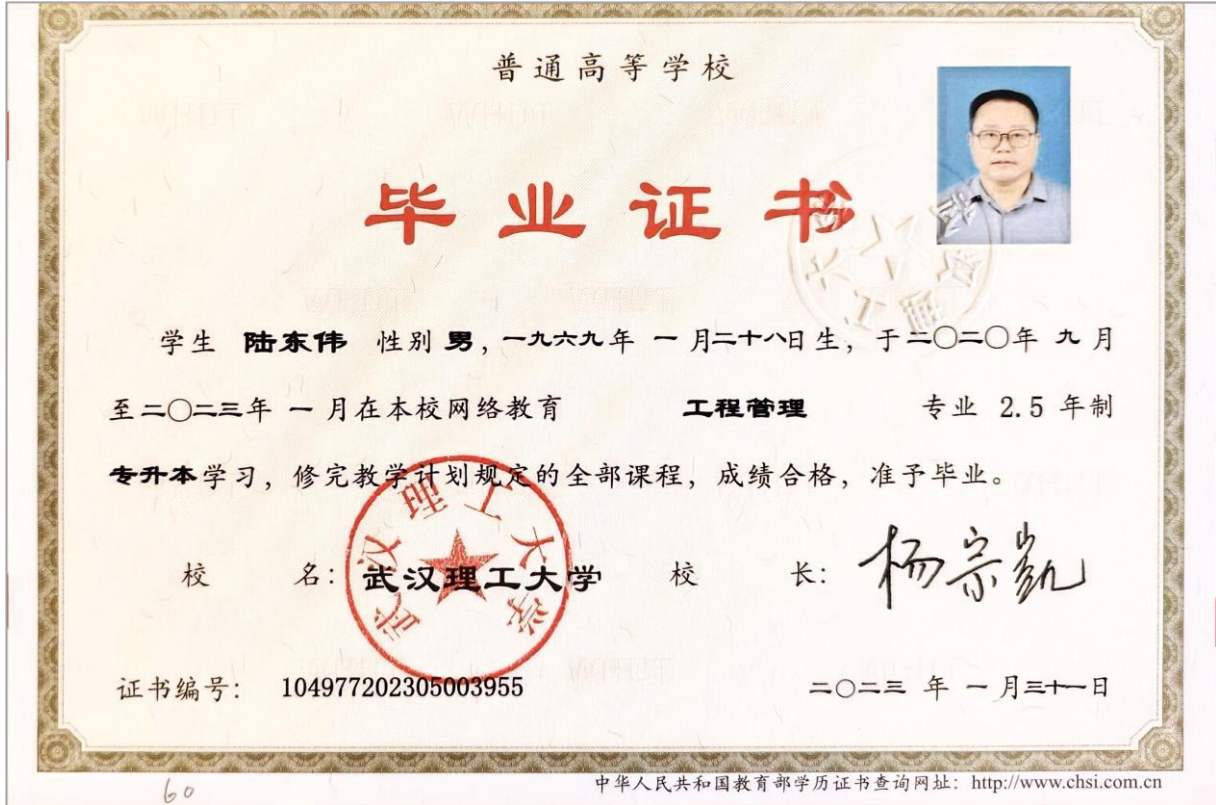 普通高等学校
毕业证书
学生 陆东伟 性别 男，一九六九年 一 月二十八日生，于二〇二〇年 九 月
至二〇二三年 一 月在本校网络教育 工程管理 专业 2.5 年制
专升本学习，修完教学计划规定的全部课程，成绩合格，准予毕业。
校 名：武汉理工大学 校 长：杨宗凯
武汉理工大学
证书编号： 104977202305003955 二〇二三 年 一 月三十一日
中华人民共和国教育部学历证书查询网址：http://www.chsi.com.cn
60